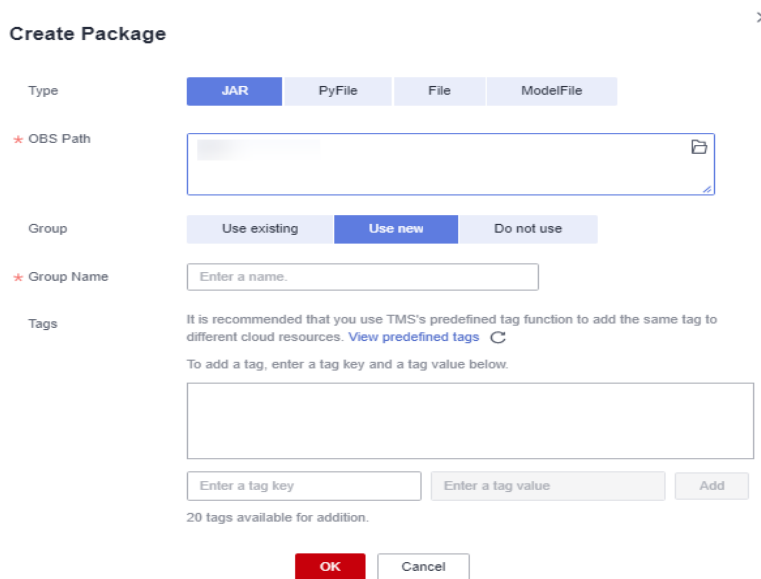 Create Package
Type JAR PyFile File ModelFile
* OBS Path
Group Use existing Use new Do not use
* Group Name Enter a name.
Tags It is recommended that you use TMS's predefined tag function to add the same tag to
different cloud resources. View predefined tags
To add a tag, enter a tag key and a tag value below.
Enter a tag key Enter a tag value Add
20 tags available for addition.
OK Cancel